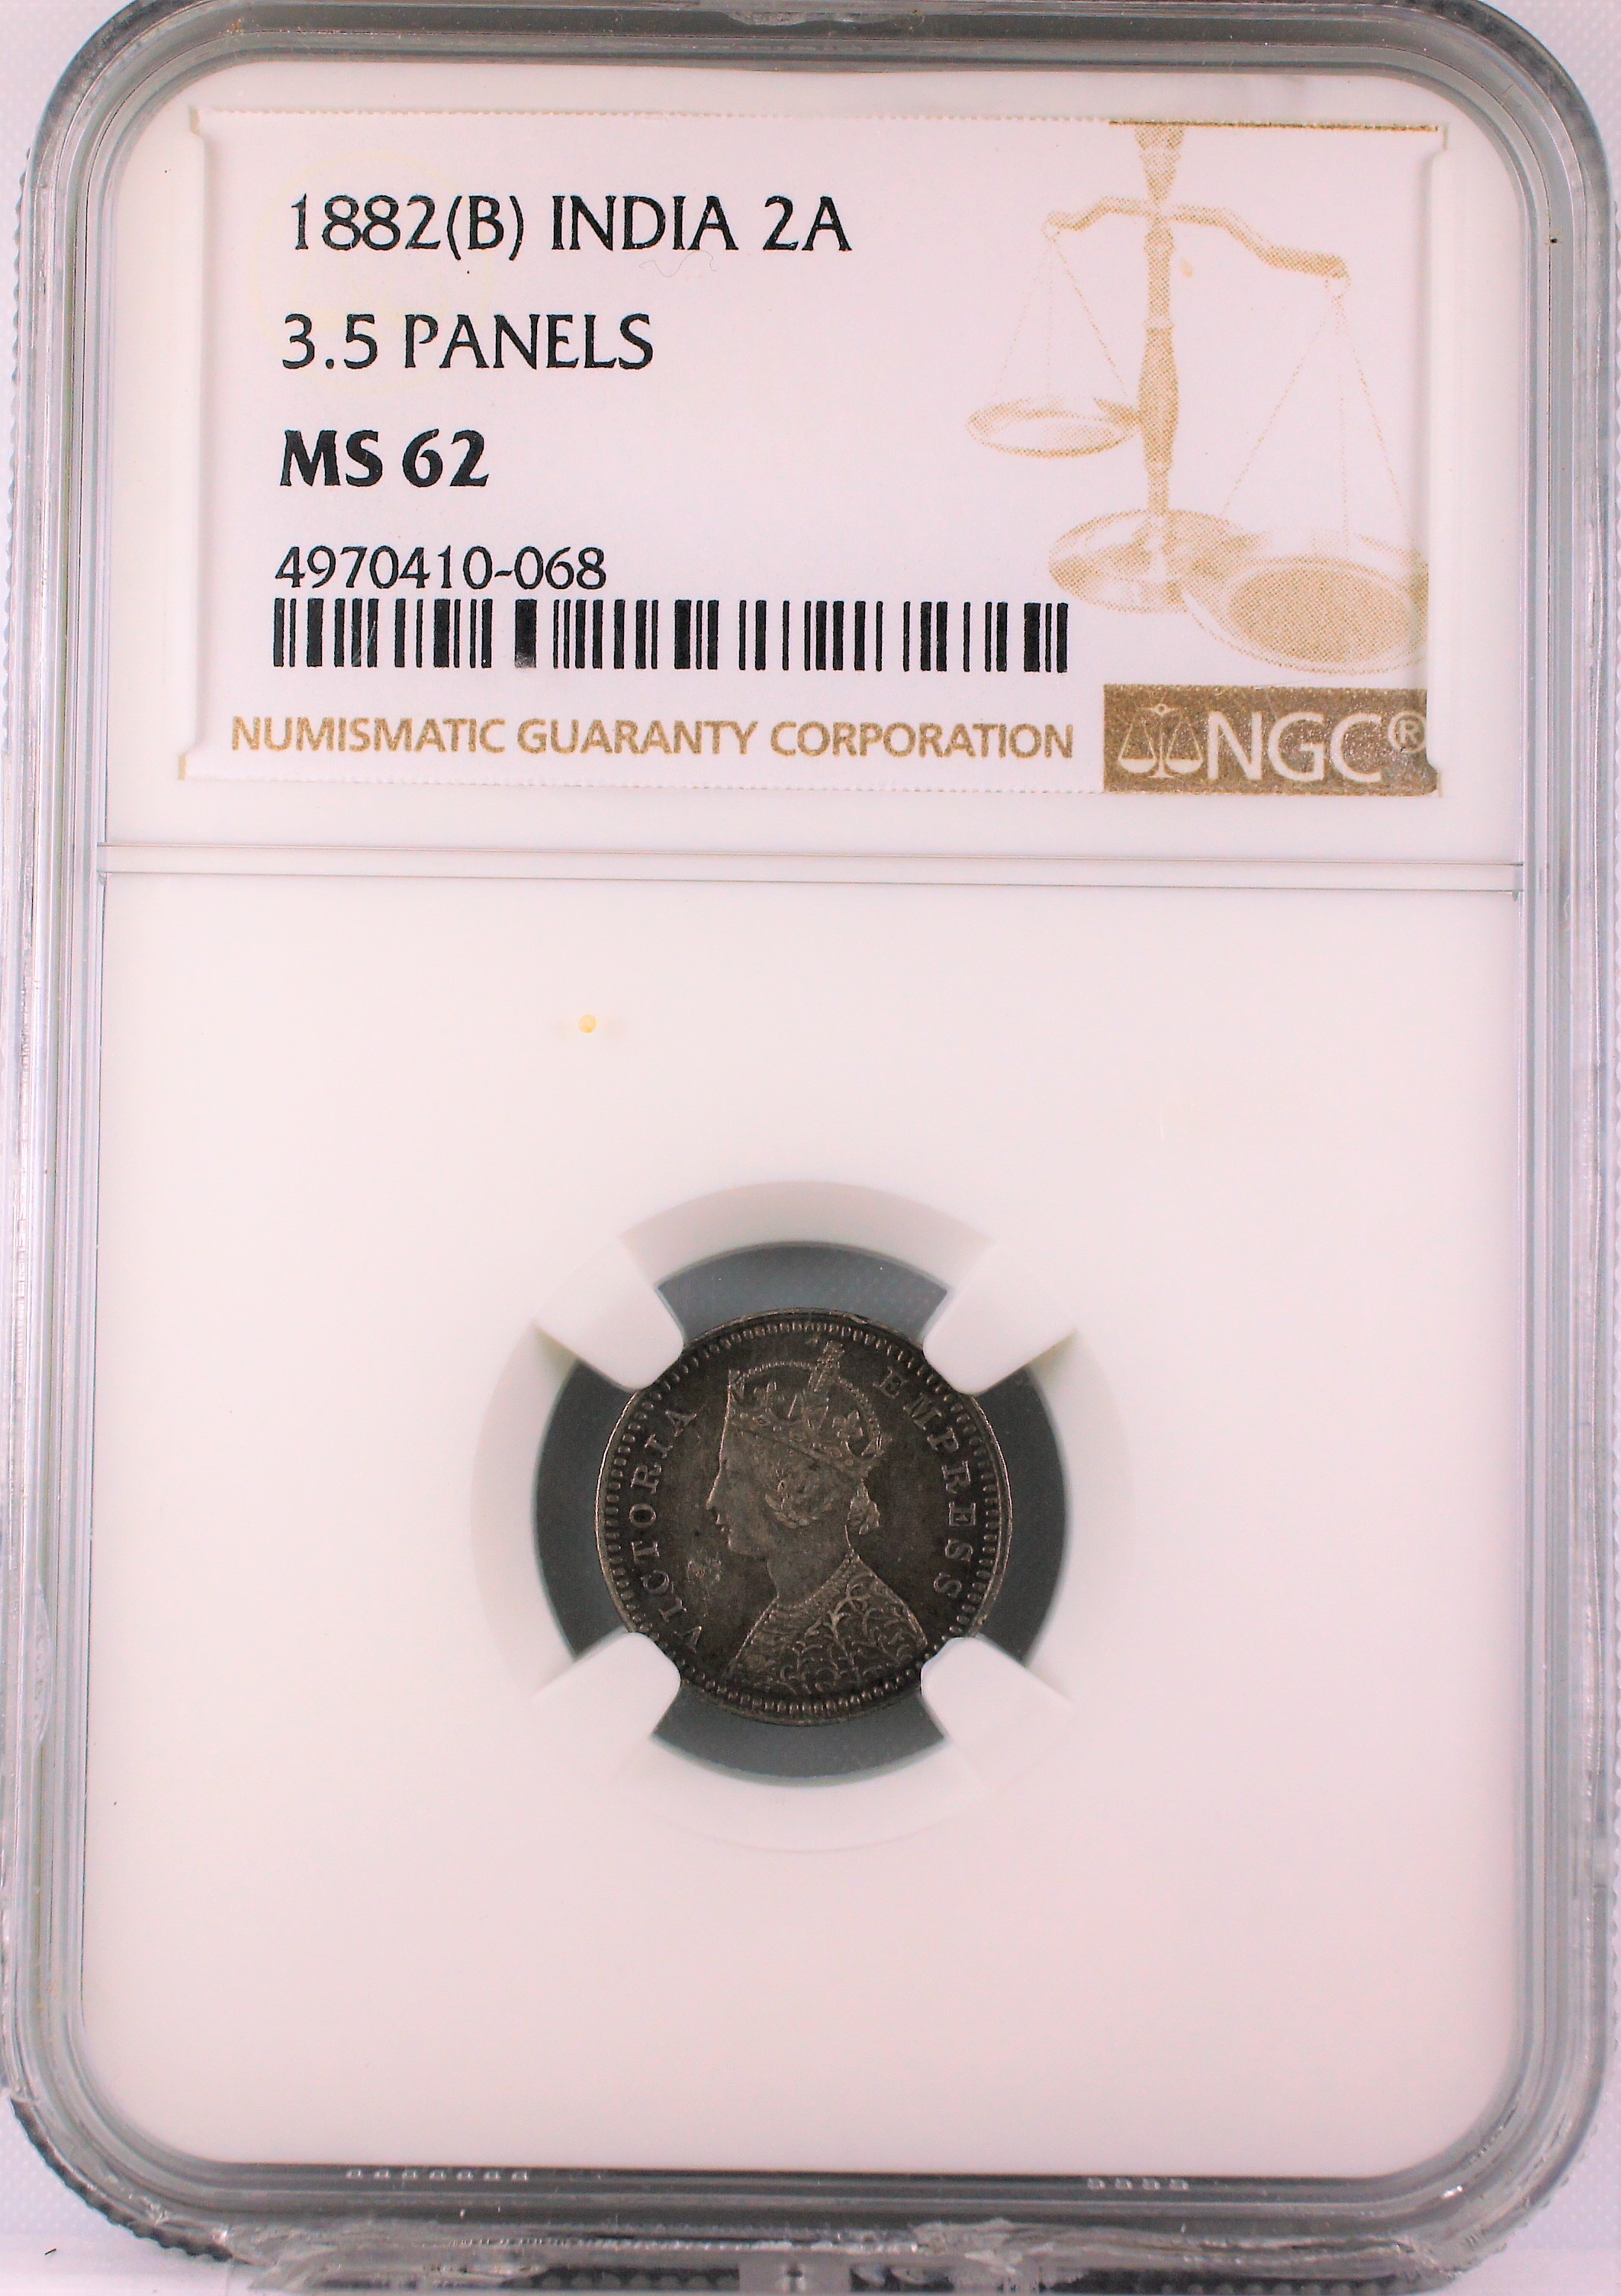 1882(B) INDIA 2A
3.5 PANELS
MS 62
4970410-068
NUMISMATIC GUARANTY CORPORATION
NGC®
VICTORIA EMPRESS